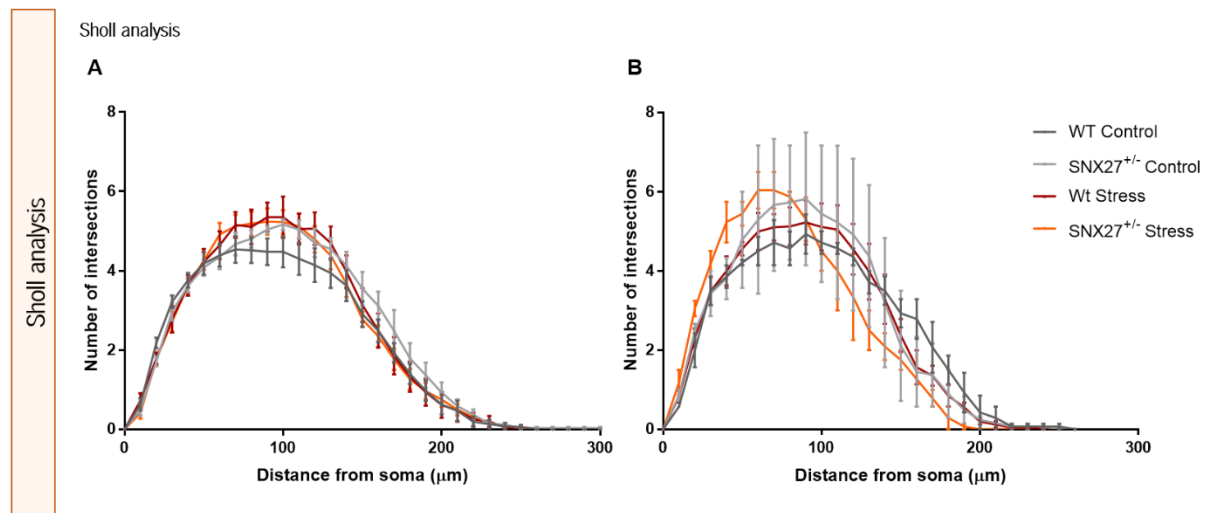 Sholl analysis
Sholl analysis
A
B
8
6
4
2
0
Number of intersections
0
100
200
300
Distance from soma (μm)
8
6
4
2
0
Number of intersections
0
100
200
300
Distance from soma (μm)
WT Control
SNX27+/- Control
Wt Stress
SNX27+/- Stress